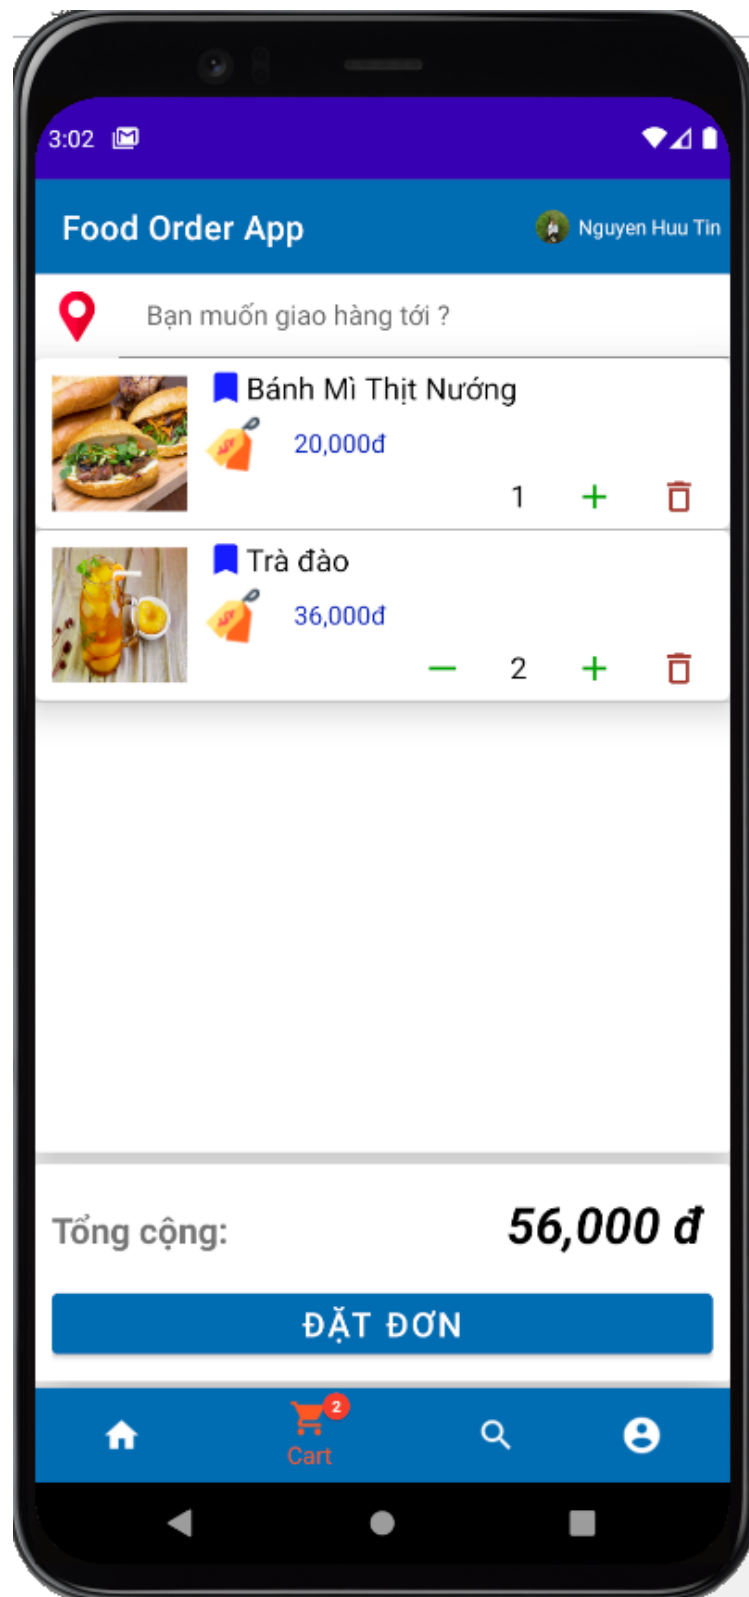 3:02
Food Order App
Nguyen Huu Tin
Bạn muốn giao hàng tới ?
Bánh Mì Thịt Nướng
20,000đ
1 +
Trà đào
36,000đ
− 2 +
Tổng cộng:
56,000 đ
ĐẶT ĐƠN
2
Cart